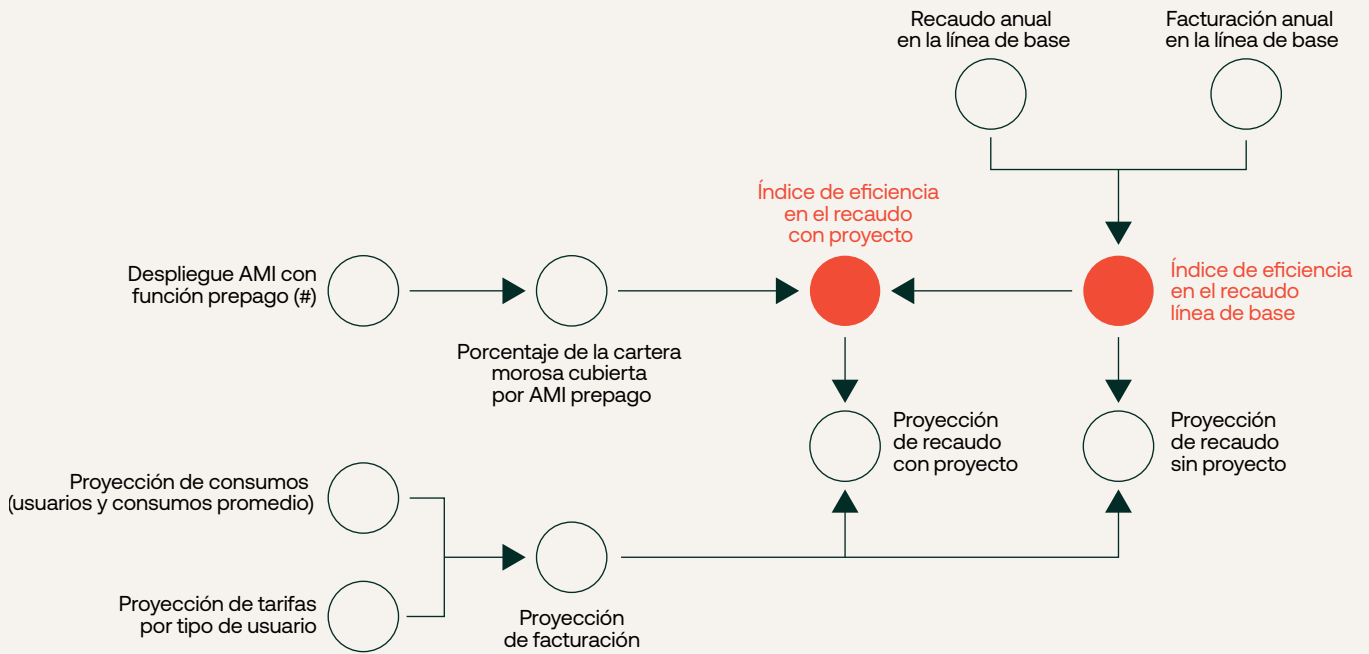 Recaudo anual
en la línea de base
Facturación anual
en la línea de base
Índice de eficiencia
en el recaudo
con proyecto
Despliegue AMI con
función prepago (#)
Índice de eficiencia
en el recaudo
línea de base
Porcentaje de la cartera
morosa cubierta
por AMI prepago
Proyección
de recaudo
con proyecto
Proyección
de recaudo
sin proyecto
Proyección de consumos
(usuarios y consumos promedio)
Proyección de tarifas
por tipo de usuario
Proyección
de facturación